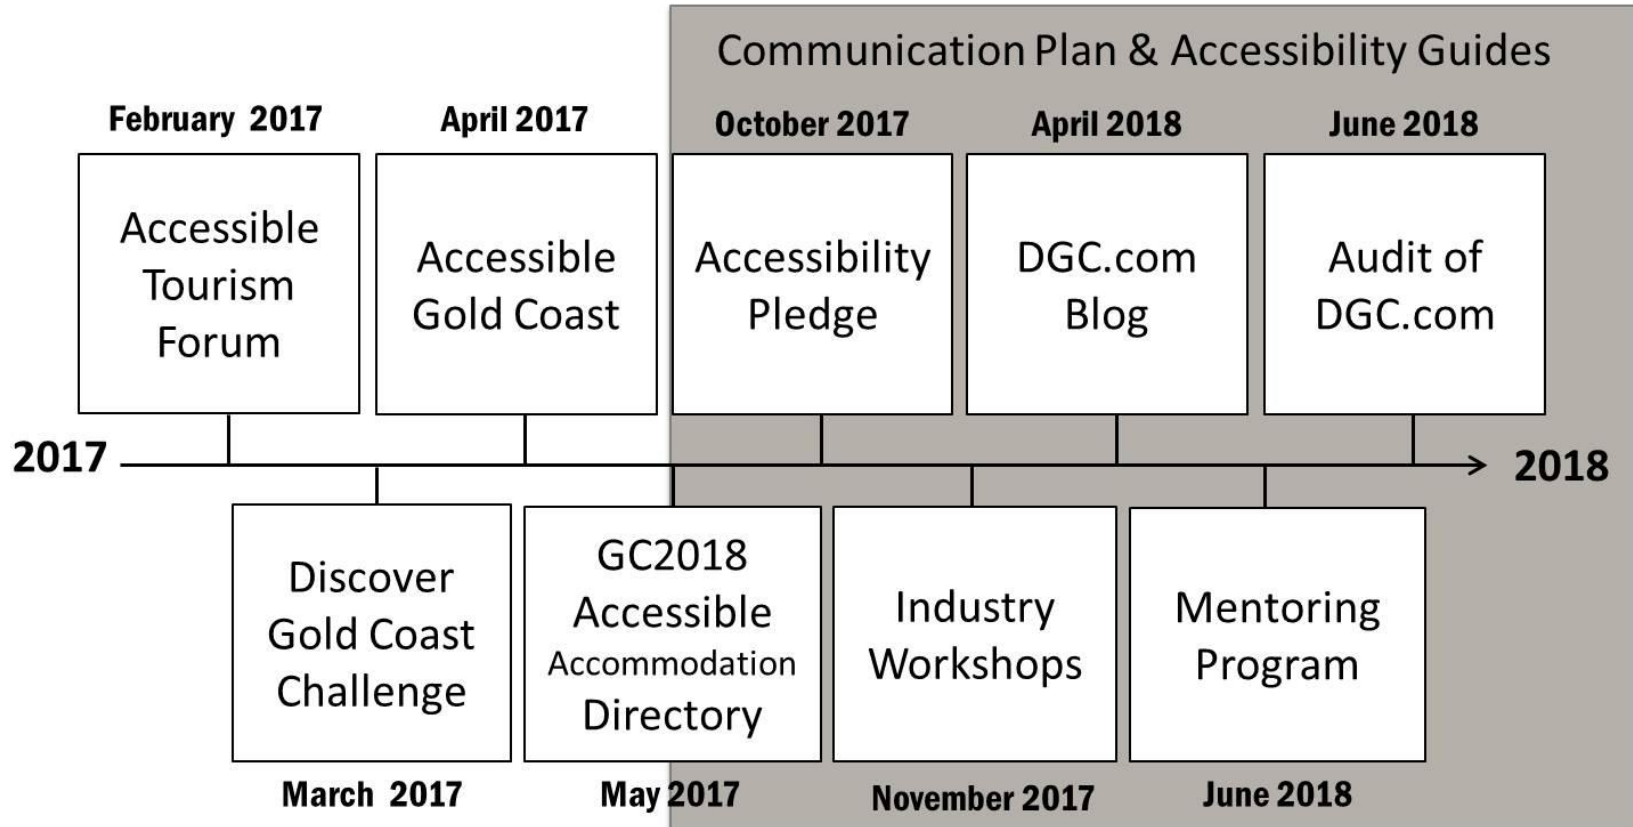 Communication Plan & Accessibility Guides
February 2017
April 2017
October 2017
April 2018
June 2018
Accessible
Tourism
Forum
Accessible
Gold Coast
Accessibility
Pledge
DGC.com
Blog
Audit of
DGC.com
2017
2018
Discover
Gold Coast
Challenge
GC2018
Accessible
Accommodation
Directory
Industry
Workshops
Mentoring
Program
March 2017
May 2017
November 2017
June 2018